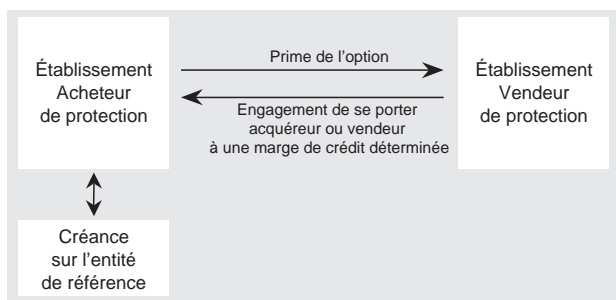 Établissement
Acheteur
de protection
Prime de l’option
Engagement de se porter
acquéreur ou vendeur
à une marge de crédit déterminée
Établissement
Vendeur
de protection
Créance
sur l’entité
de référence